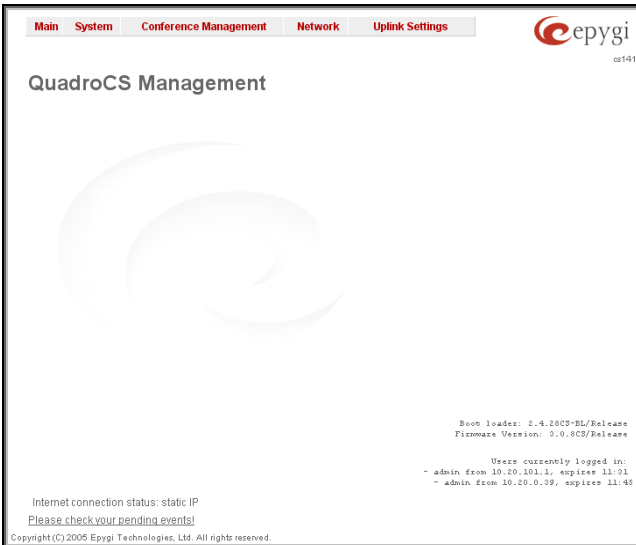 Main System Conference Management Network Uplink Settings
epygi
cs141
QuadroCS Management
Boot loader: 2.4.28CS-BL/Release
Firmware Version: 3.0.8CS/Release
Users currently logged in:
- admin from 10.20.101.1, expires 11:31
- admin from 10.20.0.39, expires 11:48
Internet connection status: static IP
Please check your pending events!
Copyright (C) 2005 Epygi Technologies, Ltd. All rights reserved.